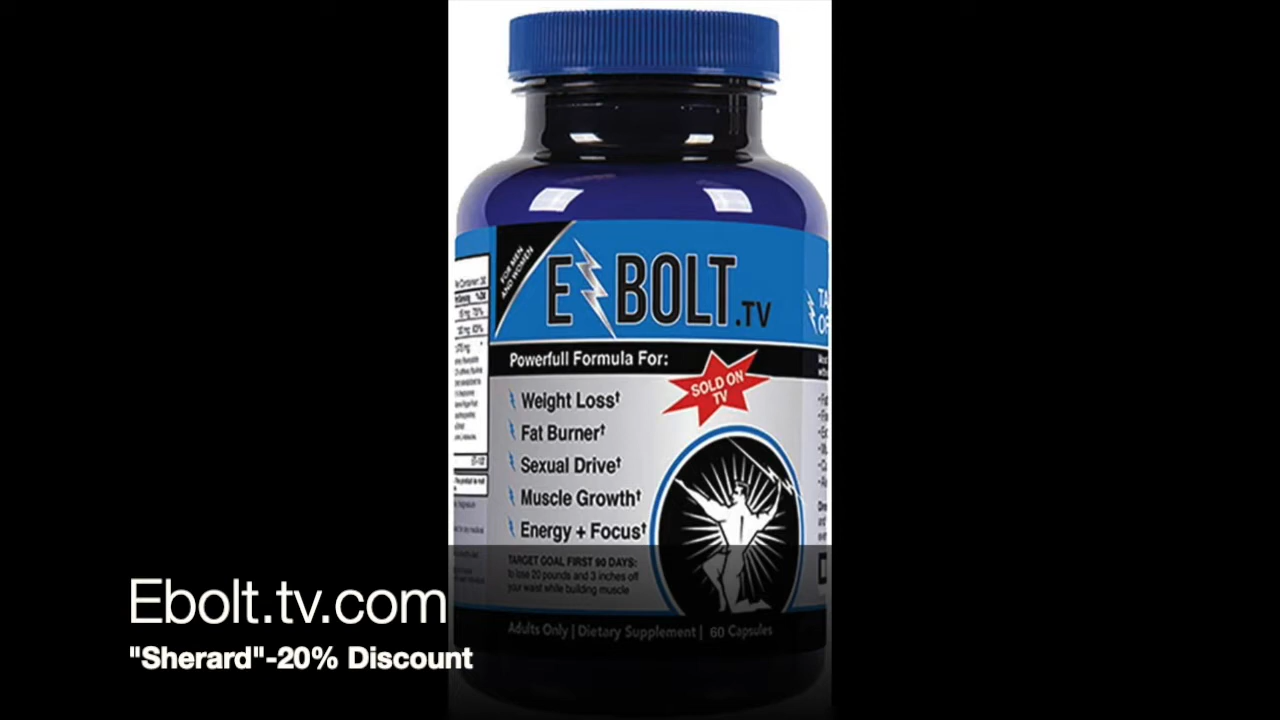 FOR MEN
AND WOMEN
E BOLT.TV
Powerfull Formula For:
SOLD ON
TV
Weight Loss†
Fat Burner†
Sexual Drive†
Muscle Growth†
Energy + Focus†
TARGET GOAL FIRST 90 DAYS:
to lose 20 pounds and 3 inches off
your waist while building muscle
Adults Only | Dietary Supplement | 60 Capsules
Ebolt.tv.com
"Sherard"-20% Discount